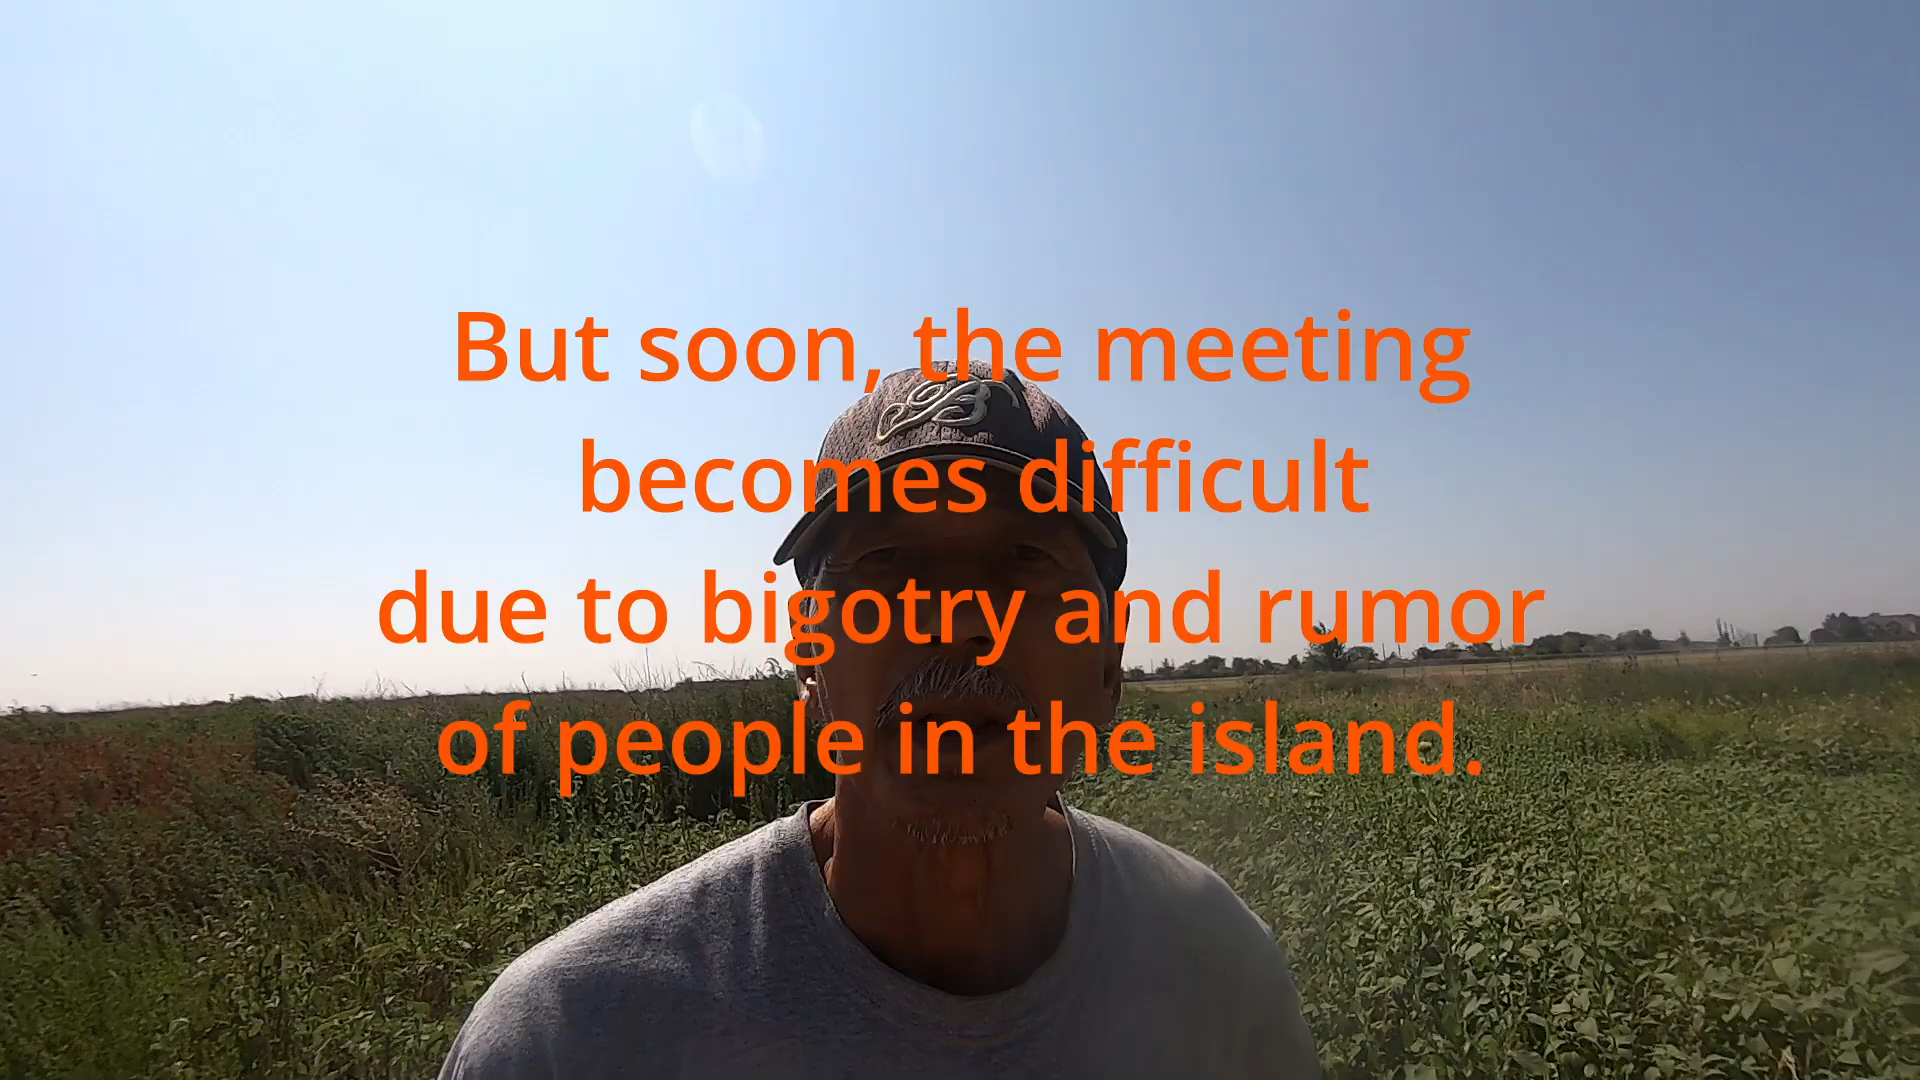 But soon, the meeting
becomes difficult
due to bigotry and rumor
of people in the island.